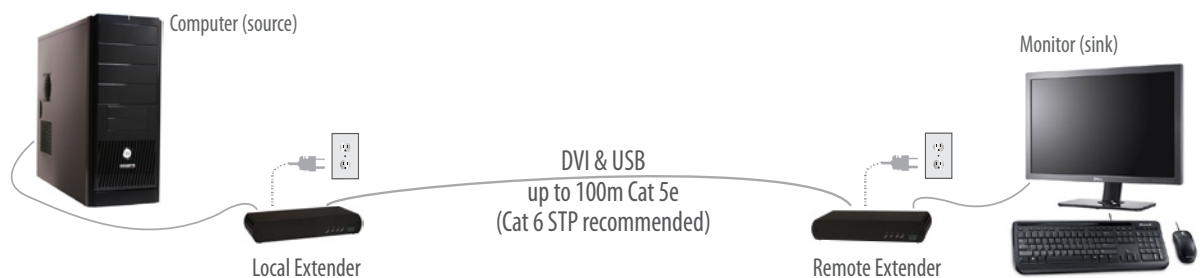 Computer (source)
Monitor (sink)
DVI & USB
up to 100m Cat 5e
(Cat 6 STP recommended)
Local Extender
Remote Extender